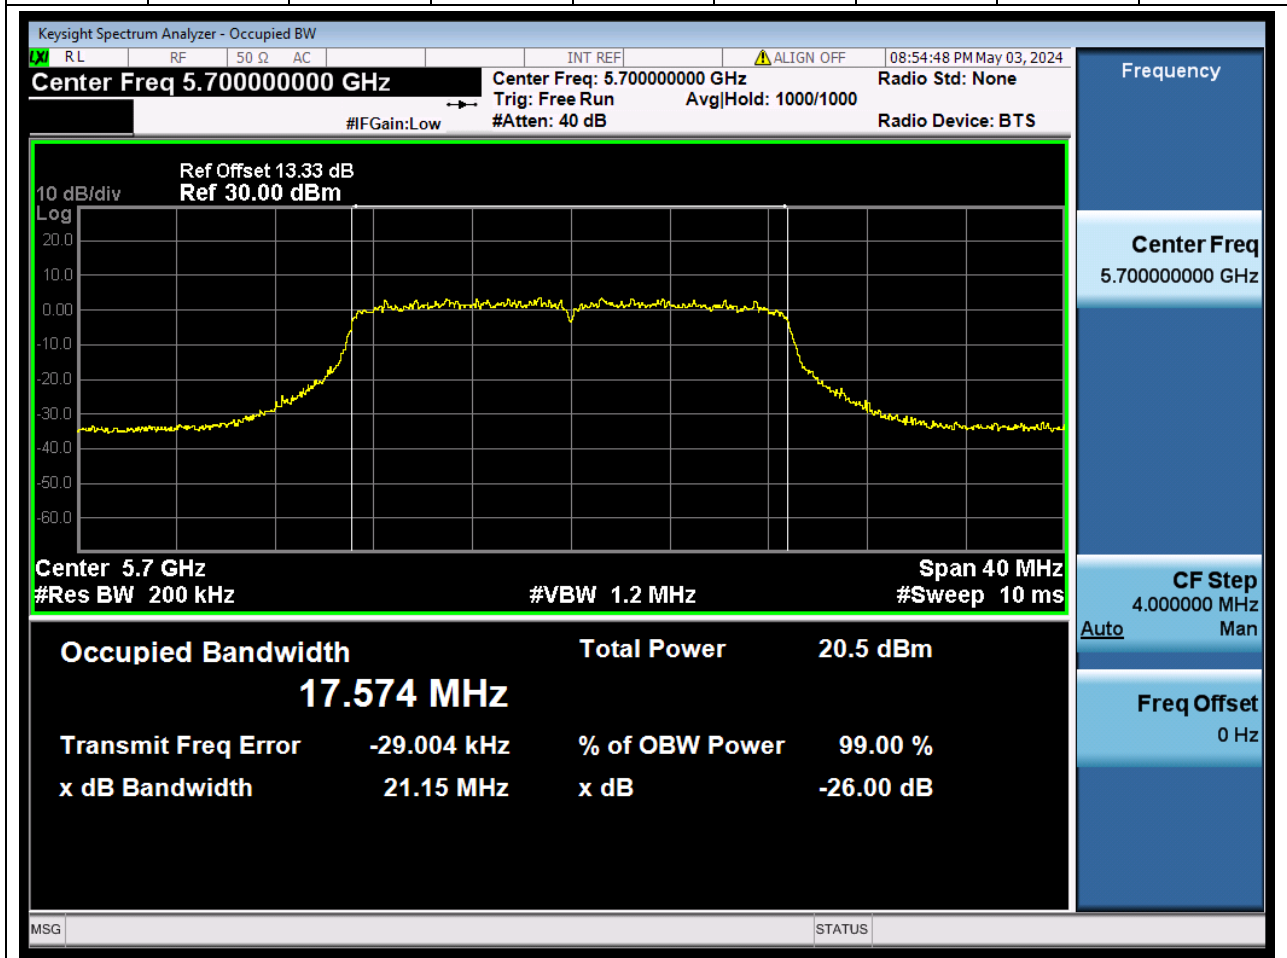 Keysight Spectrum Analyzer - Occupied BW
LXI RL RF 50 Ω AC INT REF ALIGN OFF 08:54:48 PM May 03, 2024
Center Freq 5.700000000 GHz
Center Freq: 5.700000000 GHz
Radio Std: None
Trig: Free Run Avg|Hold: 1000/1000
#IFGain:Low
#Atten: 40 dB
Radio Device: BTS
Ref Offset 13.33 dB
10 dB/div Ref 30.00 dBm
Log
20.0
10.0
0.00
-10.0
-20.0
-30.0
-40.0
-50.0
-60.0
Center 5.7 GHz Span 40 MHz
#Res BW 200 kHz #VBW 1.2 MHz #Sweep 10 ms
Occupied Bandwidth Total Power 20.5 dBm
17.574 MHz
Transmit Freq Error -29.004 kHz % of OBW Power 99.00 %
x dB Bandwidth 21.15 MHz x dB -26.00 dB
MSG STATUS
Frequency
Center Freq
5.700000000 GHz
CF Step
4.000000 MHz
Auto Man
Freq Offset
0 Hz